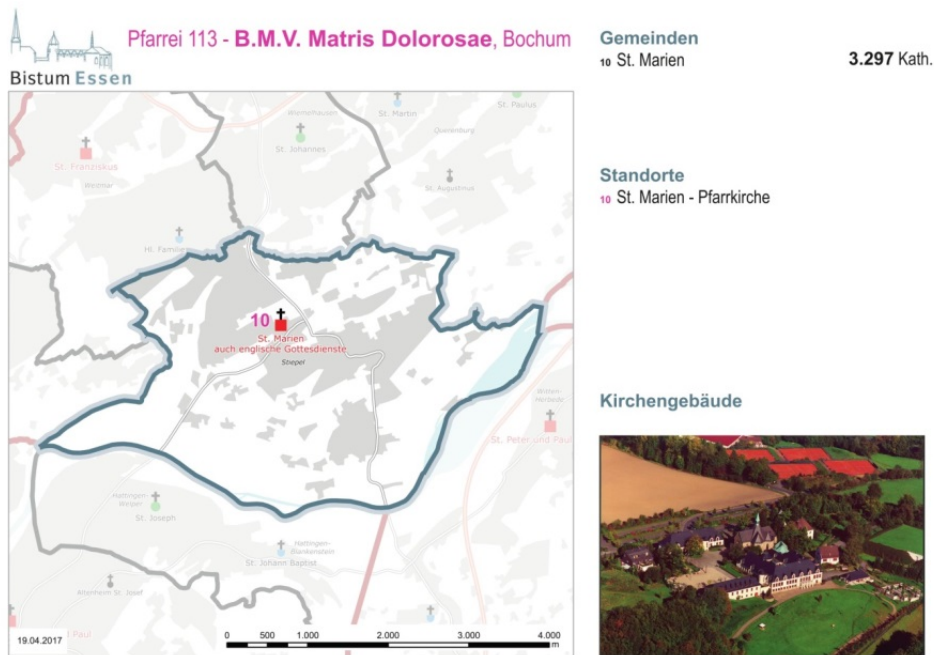 Bistum Essen
Pfarrei 113 - B.M.V. Matris Dolorosae, Bochum
Gemeinden
10 St. Marien
3.297 Kath.
Standorte
10 St. Marien - Pfarrkirche
Kirchengebäude
St. Paulus
St. Martin
Querenburg
Wiemelhausen
St. Johannes
St. Franziskus
Weitmar
St. Augustinus
Hl. Familie
10
St. Marien
auch englische Gottesdienste
Stiepel
Witten-
Herbede
St. Peter und Paul
Hattingen-
Welper
St. Joseph
Hattingen-
Blankenstein
St. Johann Baptist
Altenheim St. Josef
Paul
19.04.2017
0 500 1.000 2.000 3.000 4.000
m